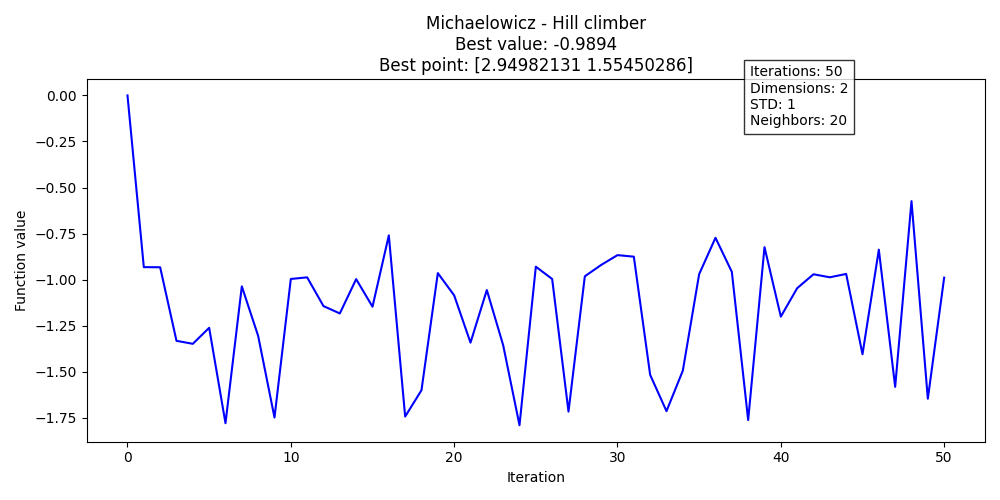 Michaelowicz - Hill climber
Best value: -0.9894
Best point: [2.94982131 1.55450286]
Iterations: 50
Dimensions: 2
STD: 1
Neighbors: 20
0.00
−0.25
−0.50
−0.75
−1.00
−1.25
−1.50
−1.75
Function value
0 10 20 30 40 50
Iteration